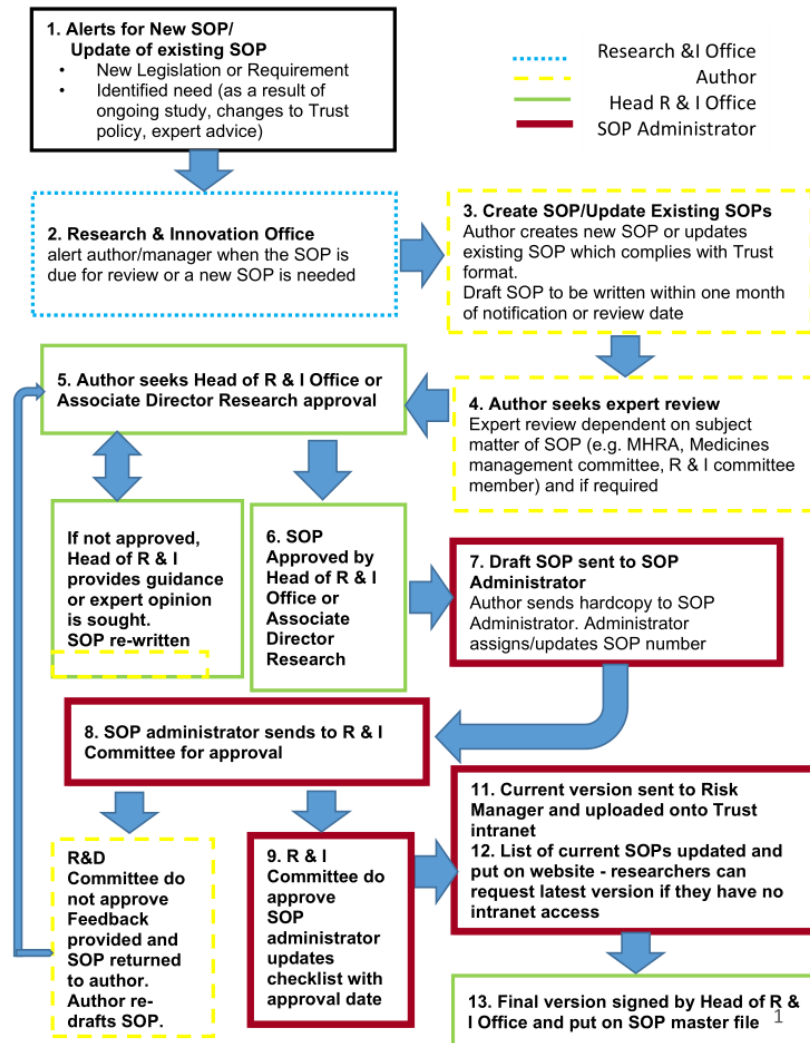 1. Alerts for New SOP/
Update of existing SOP
• New Legislation or Requirement
• Identified need (as a result of
ongoing study, changes to Trust
policy, expert advice)
Research &I Office
Author
Head R & I Office
SOP Administrator
2. Research & Innovation Office
alert author/manager when the SOP is
due for review or a new SOP is needed
3. Create SOP/Update Existing SOPs
Author creates new SOP or updates
existing SOP which complies with Trust
format.
Draft SOP to be written within one month
of notification or review date
5. Author seeks Head of R & I Office or
Associate Director Research approval
4. Author seeks expert review
Expert review dependent on subject
matter of SOP (e.g. MHRA, Medicines
management committee, R & I committee
member) and if required
If not approved,
Head of R & I
provides guidance
or expert opinion
is sought.
SOP re-written
6. SOP
Approved by
Head of R & I
Office or
Associate
Director
Research
7. Draft SOP sent to SOP
Administrator
Author sends hardcopy to SOP
Administrator. Administrator
assigns/updates SOP number
8. SOP administrator sends to R & I
Committee for approval
R&D
Committee do
not approve
Feedback
provided and
SOP returned
to author.
Author re-
drafts SOP.
9. R & I
Committee do
approve
SOP
administrator
updates
checklist with
approval date
11. Current version sent to Risk
Manager and uploaded onto Trust
intranet
12. List of current SOPs updated and
put on website - researchers can
request latest version if they have no
intranet access
13. Final version signed by Head of R &
I Office and put on SOP master file
1